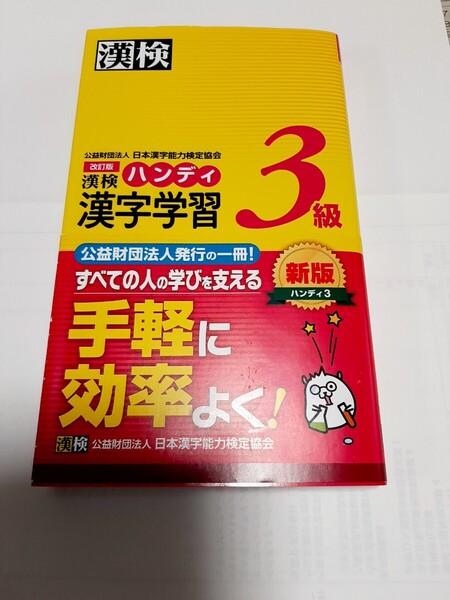 漢検
公益財団法人 日本漢字能力検定協会
改訂版
漢検 ハンディ
漢字学習
3級
公益財団法人発行の一冊!
すべての人の学びを支える
新版
ハンディ3
手軽に
効率よく!
漢検 公益財団法人 日本漢字能力検定協会